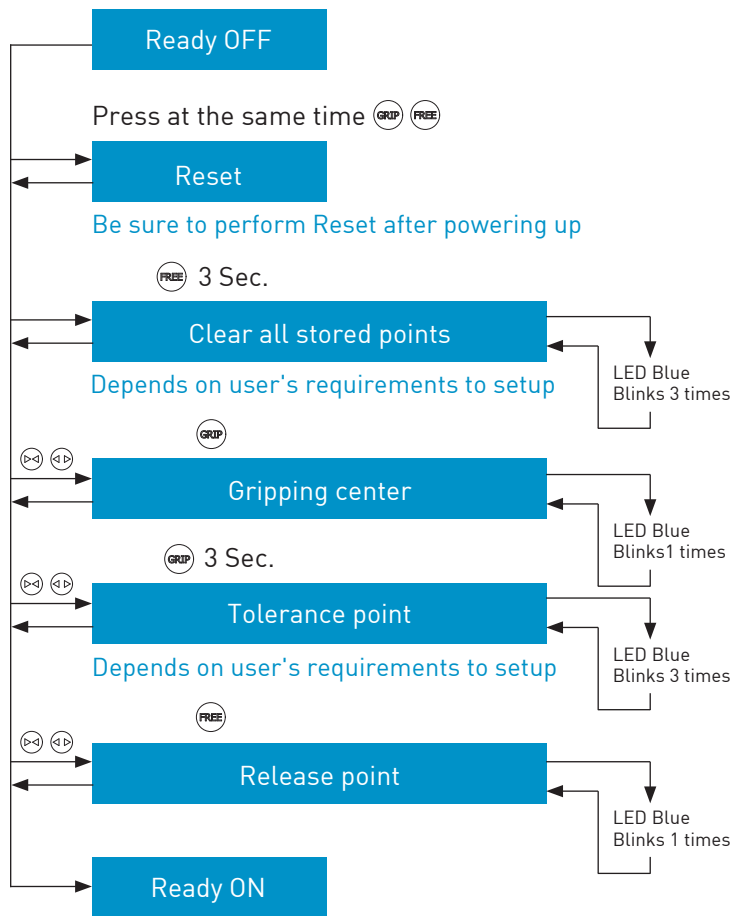 Ready OFF
Press at the same time GRIP FREE
Reset
Be sure to perform Reset after powering up
FREE 3 Sec.
Clear all stored points
LED Blue
Blinks 3 times
Depends on user's requirements to setup
GRIP
Gripping center
LED Blue
Blinks1 times
GRIP 3 Sec.
Tolerance point
LED Blue
Blinks 3 times
Depends on user's requirements to setup
FREE
Release point
LED Blue
Blinks 1 times
Ready ON